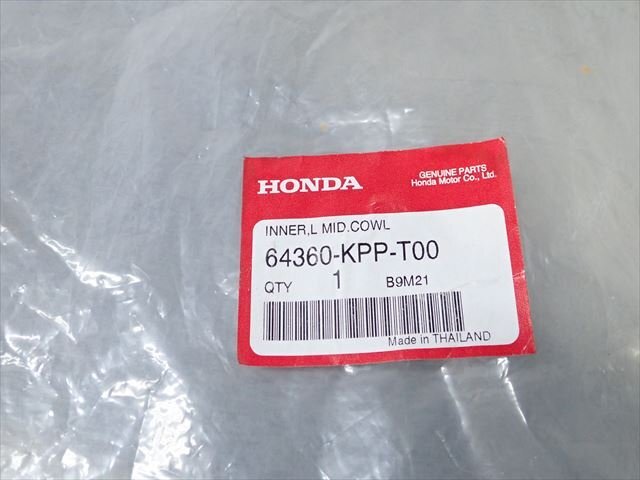 HONDA
GENUINE PARTS
Honda Motor Co., Ltd.
INNER,L MID.COWL
64360-KPP-T00
QTY 1 B9M21
Made in THAILAND